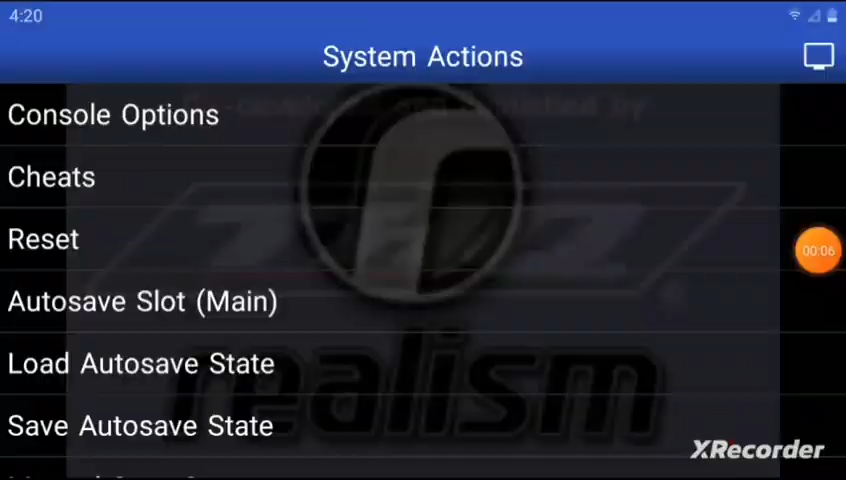 4:20
System Actions
Console Options
Cheats
Reset
00:06
Autosave Slot (Main)
Load Autosave State
realism
Save Autosave State
XRecorder